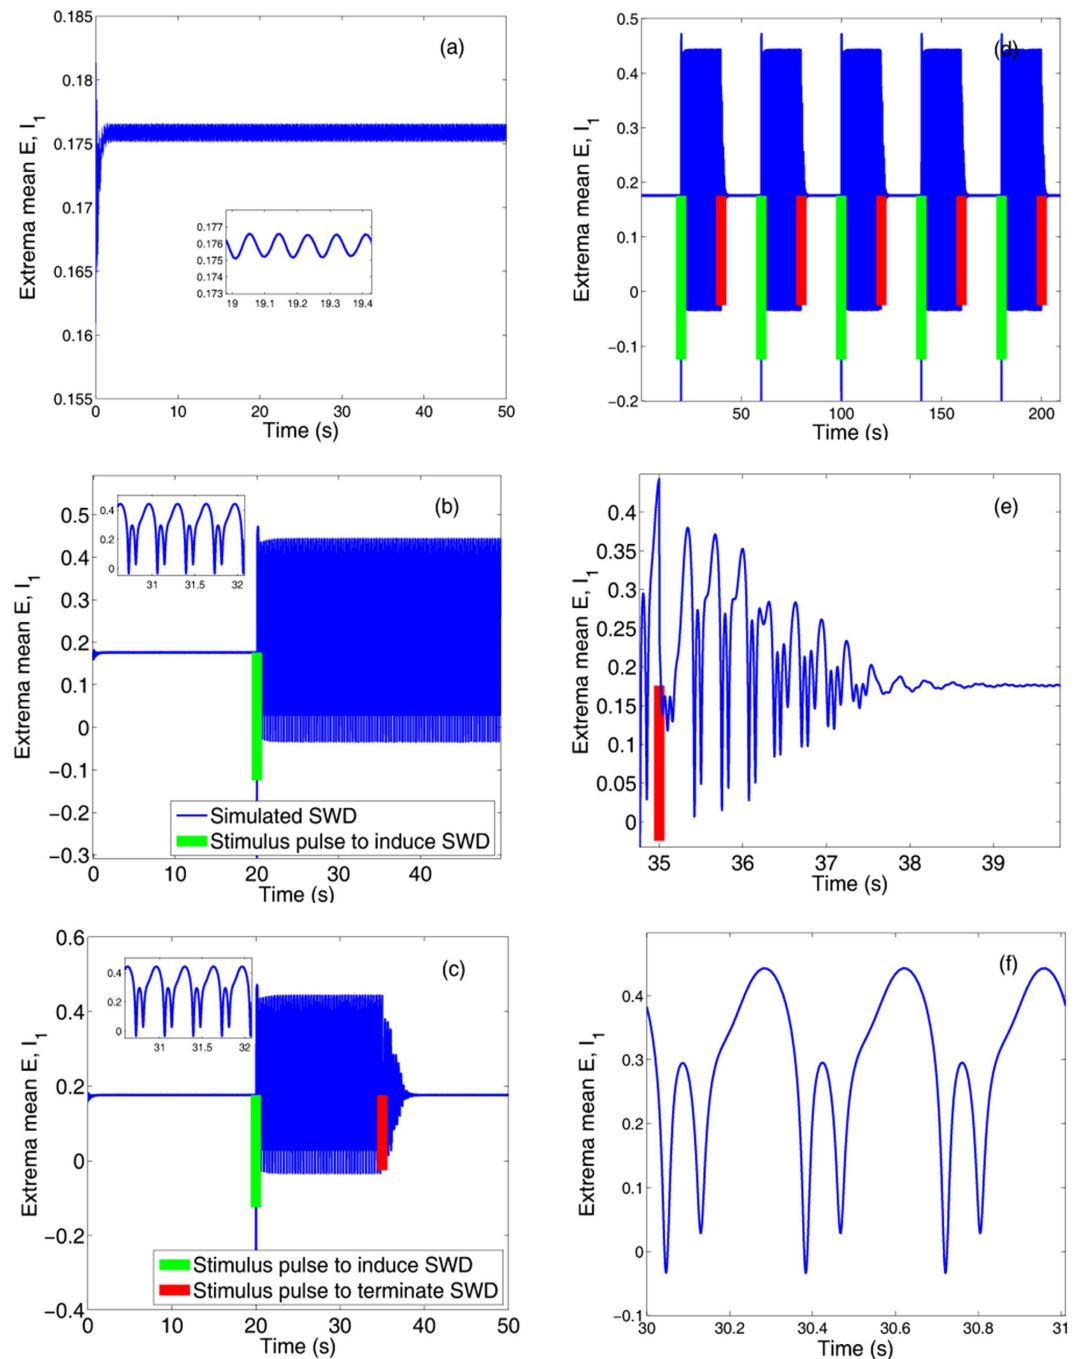 0.185
0.18
0.175
0.17
0.165
0.16
0.155
(a)
0.177
0.176
0.175
0.174
0.173
19 19.1 19.2 19.3 19.4
0 10 20 30 40 50
Time (s)
Extrema mean E, I1
0.5
0.4
0.3
0.2
0.1
0
−0.1
−0.2
(d)
50 100 150 200
Time (s)
Extrema mean E, I1
0.5
0.4
0.3
0.2
0.1
0
−0.1
−0.2
−0.3
(b)
0.4
0.2
0
31 31.5 32
Simulated SWD
Stimulus pulse to induce SWD
0 10 20 30 40
Time (s)
Extrema mean E, I1
0.4
0.35
0.3
0.25
0.2
0.15
0.1
0.05
0
(e)
35 36 37 38 39
Time (s)
Extrema mean E, I1
0.6
0.4
0.2
0
−0.2
−0.4
(c)
0.4
0.2
0
31 31.5 32
Stimulus pulse to induce SWD
Stimulus pulse to terminate SWD
0 10 20 30 40 50
Time (s)
Extrema mean E, I1
0.4
0.3
0.2
0.1
0
−0.1
(f)
30 30.2 30.4 30.6 30.8 31
Time (s)
Extrema mean E, I1